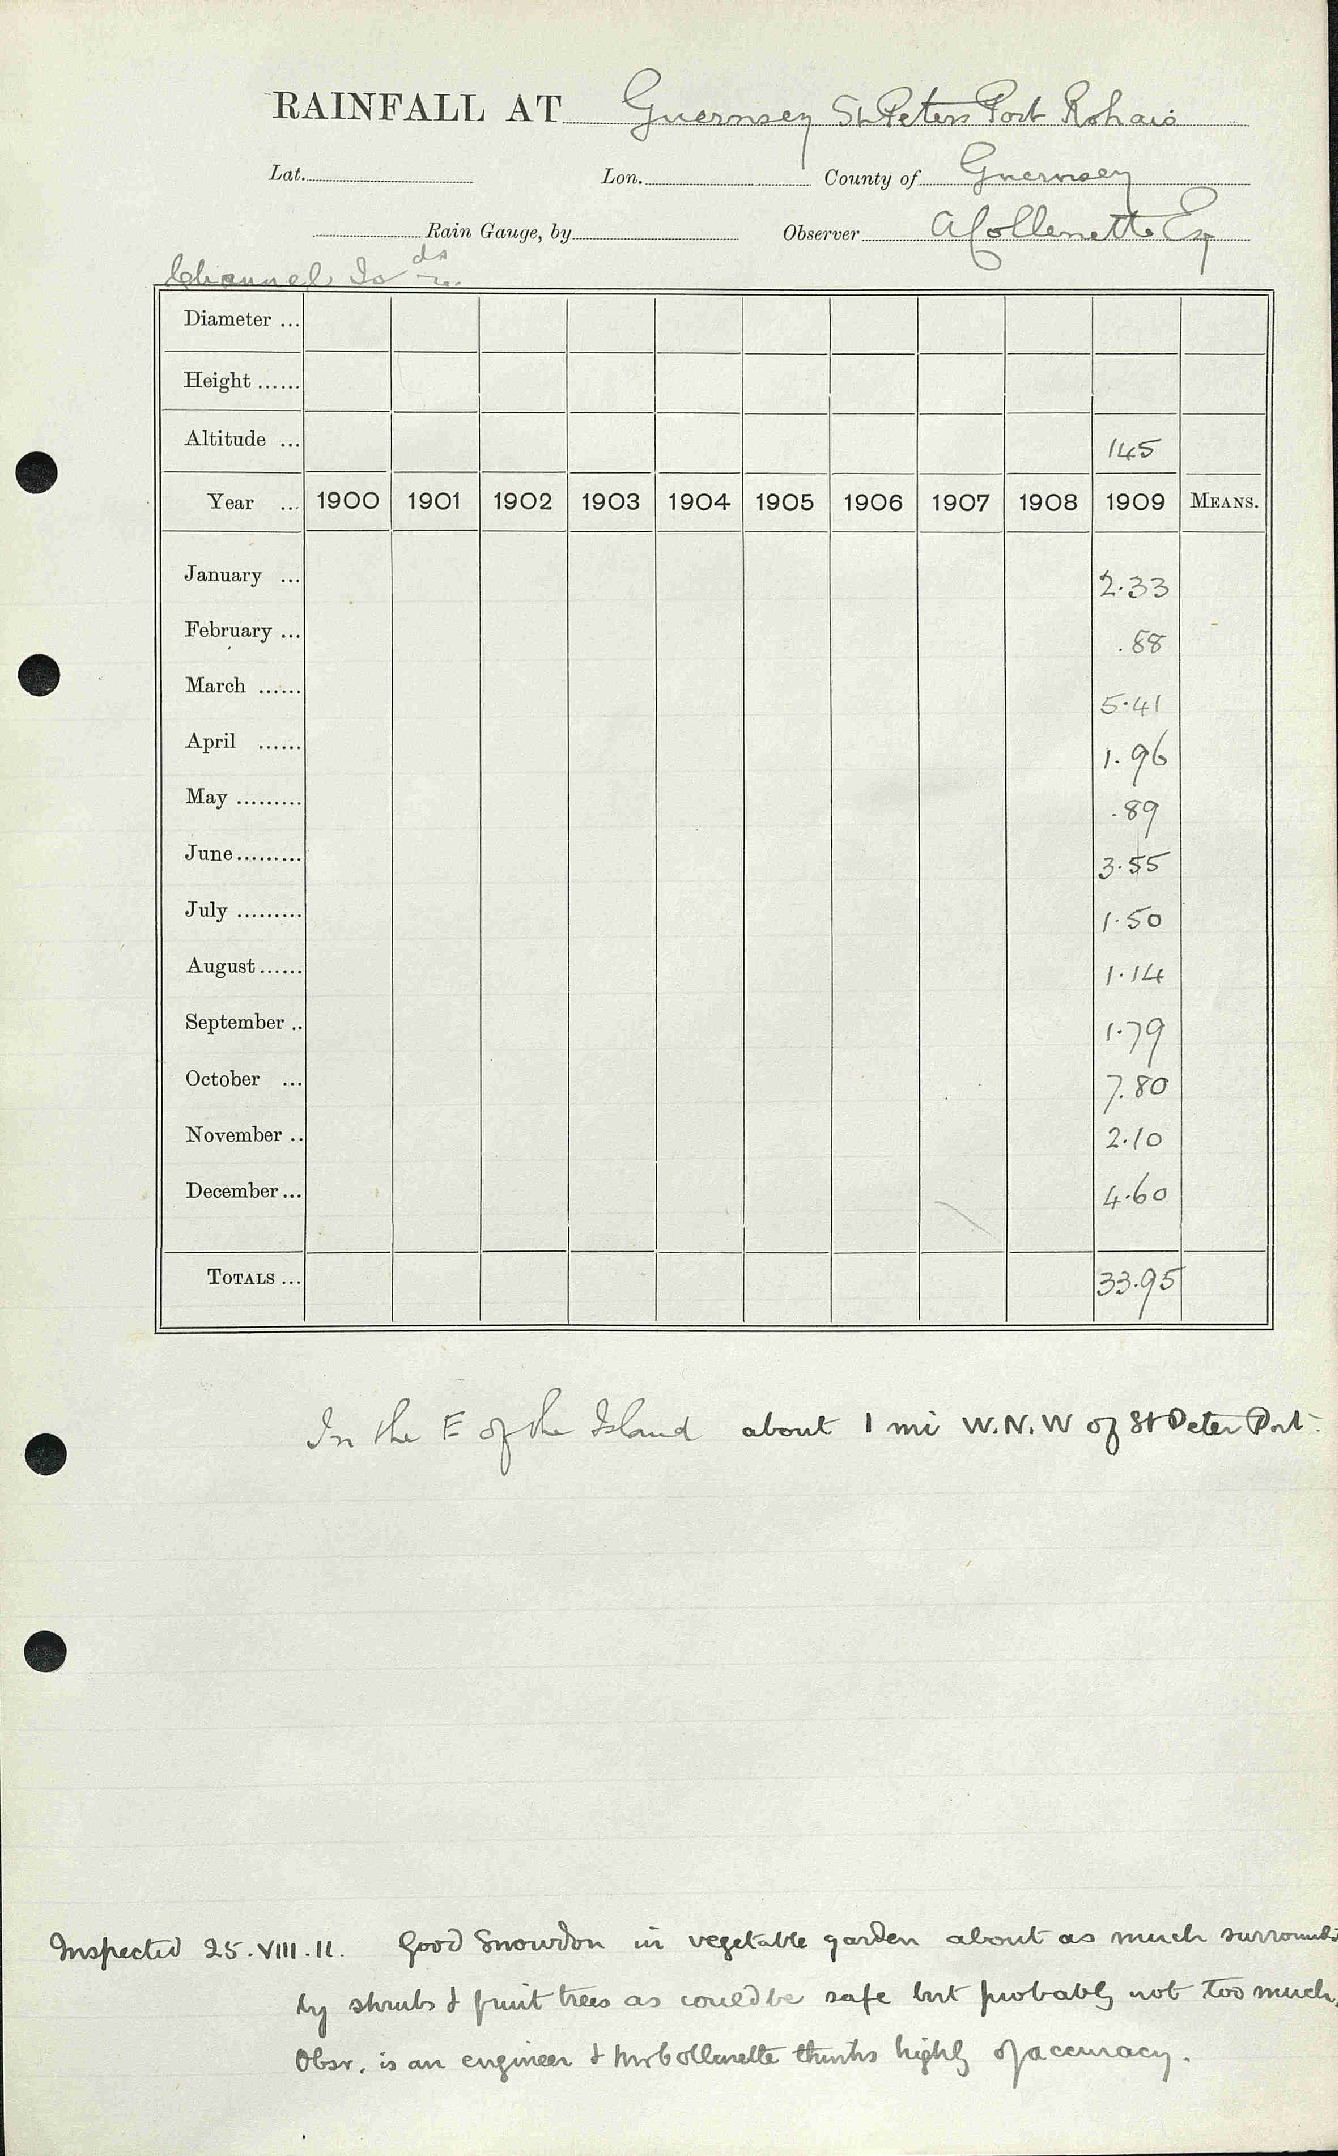 RAINFALL AT Guernsey St Peters Port Rohais
Lat. Lon. County of Guernsey
Rain Gauge, by Observer A Collenette Esq
Channel Is ds
Diameter ...
Height ......
Altitude ... 145
Year ... 1900 1901 1902 1903 1904 1905 1906 1907 1908 1909 MEANS.
January ... 2.33
February ... .88
March ...... 5.41
April ...... 1.96
May ......... .89
June......... 3.55
July ......... 1.50
August...... 1.14
September .. 1.79
October ... 7.80
November .. 2.10
December... 4.60
TOTALS ... 33.95
In the E of the Island about 1 mi W.N.W of St Peter Port.
Inspected 25.VIII.11. Good Snowdon in vegetable garden about as much surrounded
by shrubs & fruit trees as could be safe but probably not too much,
Obsr. is an engineer & Mr Collenette thinks highly of accuracy.